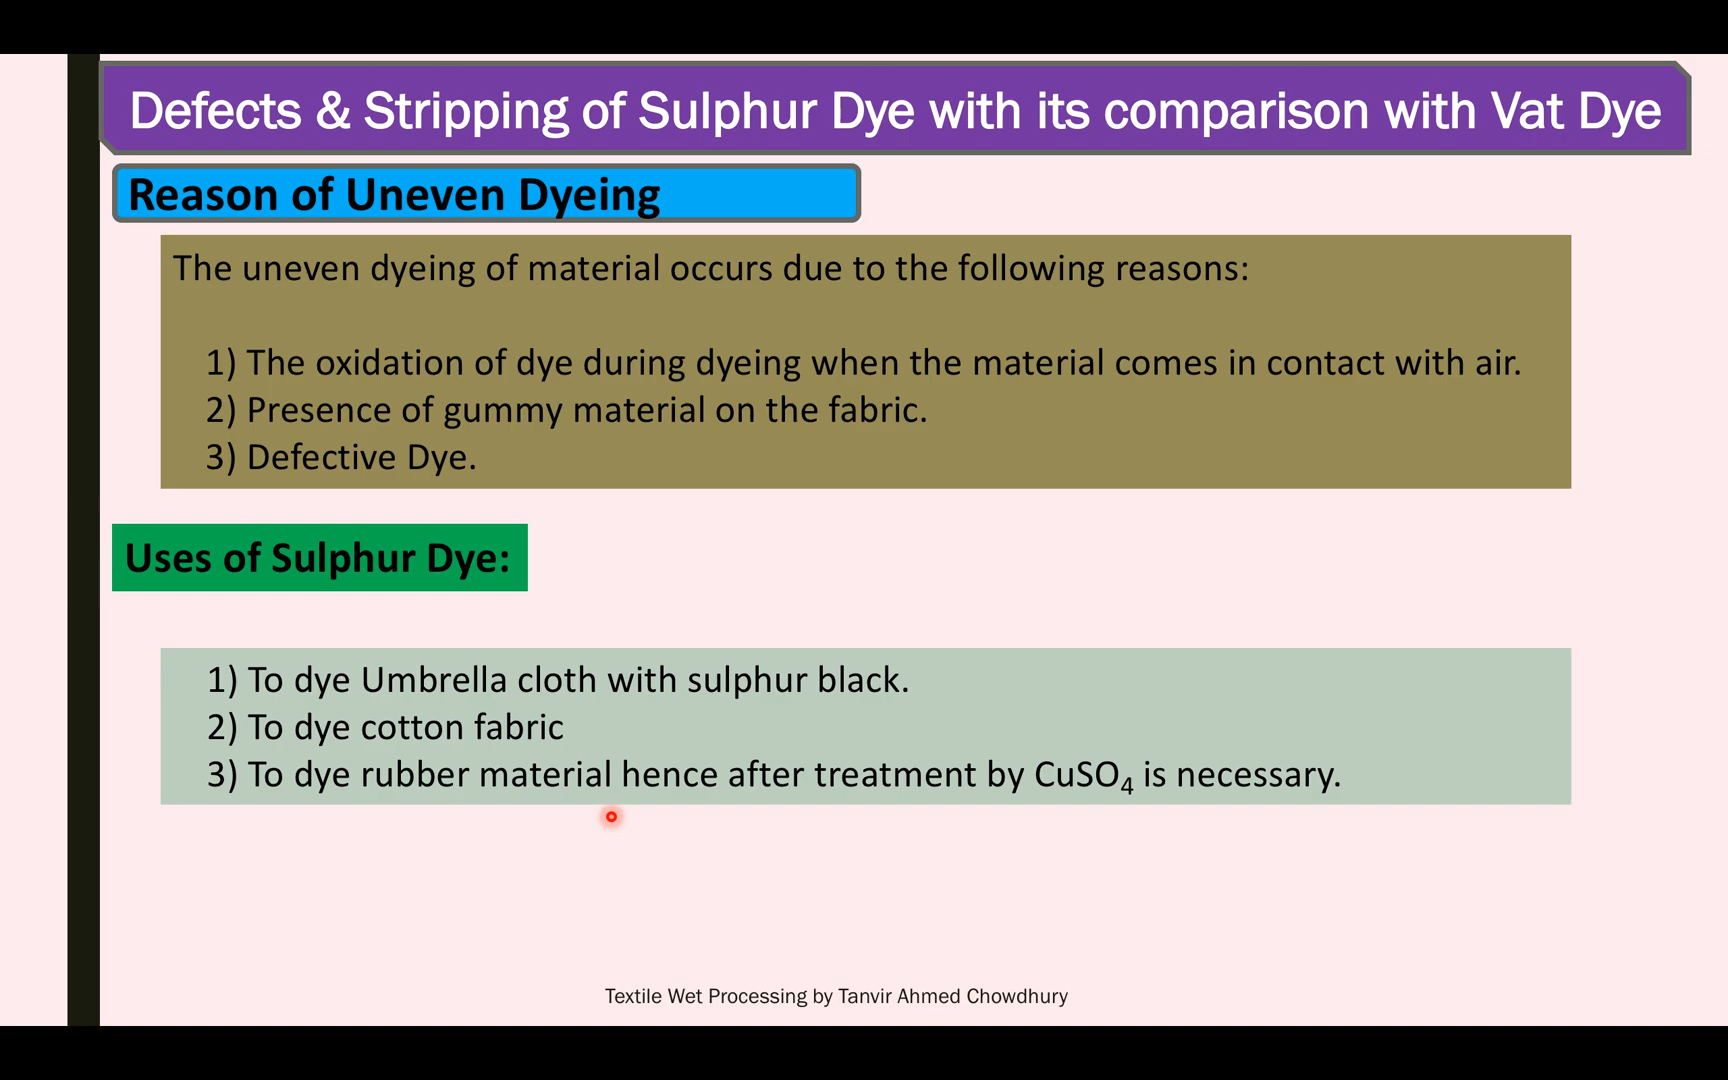 Defects & Stripping of Sulphur Dye with its comparison with Vat Dye
Reason of Uneven Dyeing
The uneven dyeing of material occurs due to the following reasons:
1) The oxidation of dye during dyeing when the material comes in contact with air.
2) Presence of gummy material on the fabric.
3) Defective Dye.
Uses of Sulphur Dye:
1) To dye Umbrella cloth with sulphur black.
2) To dye cotton fabric
3) To dye rubber material hence after treatment by CuSO₄ is necessary.
Textile Wet Processing by Tanvir Ahmed Chowdhury